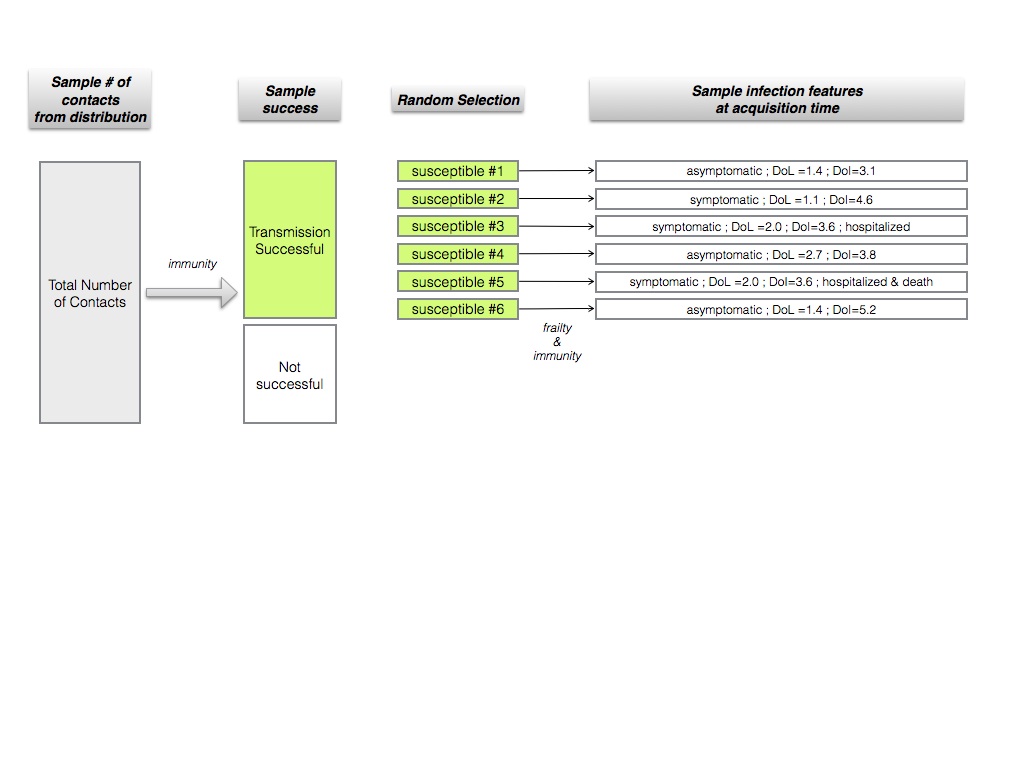 Sample # of
contacts
from distribution
Sample
success
Random Selection
Sample infection features
at acquisition time
Total Number
of Contacts
immunity
Transmission
Successful
Not
successful
susceptible #1
asymptomatic ; DoL =1.4 ; DoI=3.1
susceptible #2
symptomatic ; DoL =1.1 ; DoI=4.6
susceptible #3
symptomatic ; DoL =2.0 ; DoI=3.6 ; hospitalized
susceptible #4
asymptomatic ; DoL =2.7 ; DoI=3.8
susceptible #5
symptomatic ; DoL =2.0 ; DoI=3.6 ; hospitalized & death
susceptible #6
asymptomatic ; DoL =1.4 ; DoI=5.2
frailty
&
immunity